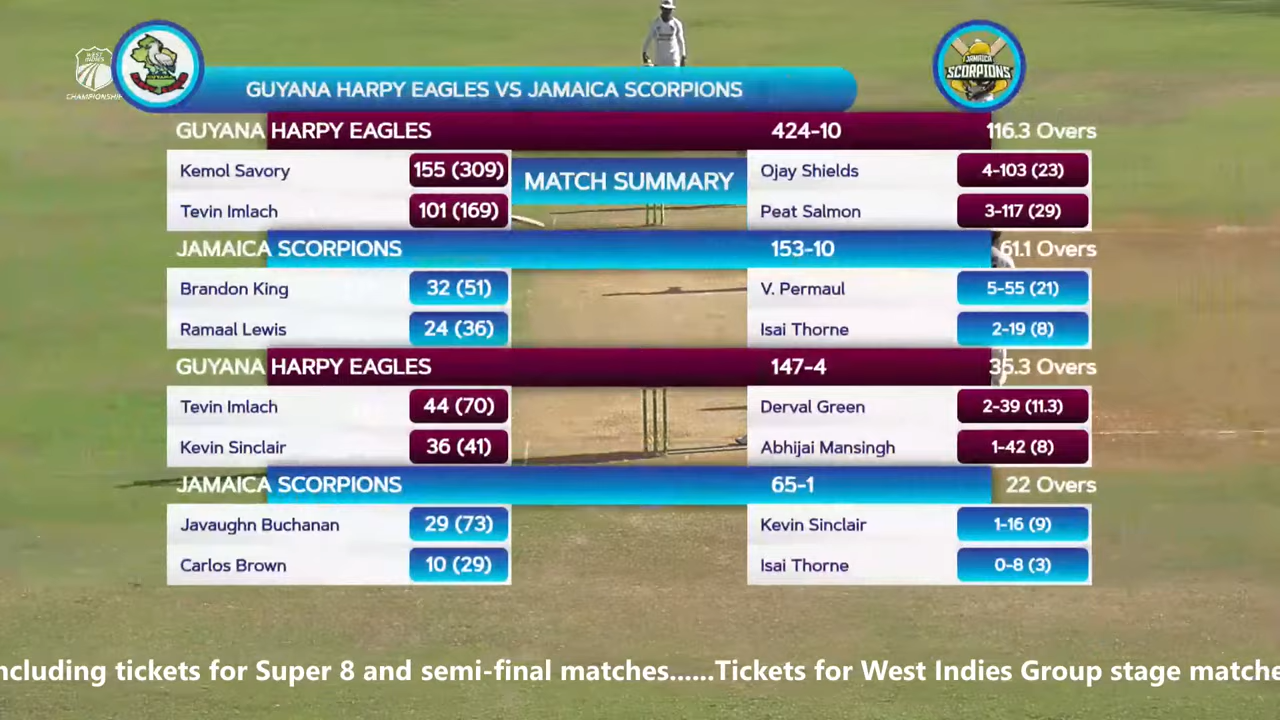 WEST INDIES
CHAMPIONSHIP
JAMAICA
SCORPIONS
GUYANA HARPY EAGLES VS JAMAICA SCORPIONS
GUYANA HARPY EAGLES 424-10 116.3 Overs
Kemol Savory 155 (309) MATCH SUMMARY Ojay Shields 4-103 (23)
Tevin Imlach 101 (169) Peat Salmon 3-117 (29)
JAMAICA SCORPIONS 153-10 61.1 Overs
Brandon King 32 (51) V. Permaul 5-55 (21)
Ramaal Lewis 24 (36) Isai Thorne 2-19 (8)
GUYANA HARPY EAGLES 147-4 35.3 Overs
Tevin Imlach 44 (70) Derval Green 2-39 (11.3)
Kevin Sinclair 36 (41) Abhijai Mansingh 1-42 (8)
JAMAICA SCORPIONS 65-1 22 Overs
Javaughn Buchanan 29 (73) Kevin Sinclair 1-16 (9)
Carlos Brown 10 (29) Isai Thorne 0-8 (3)
ncluding tickets for Super 8 and semi-final matches......Tickets for West Indies Group stage matche